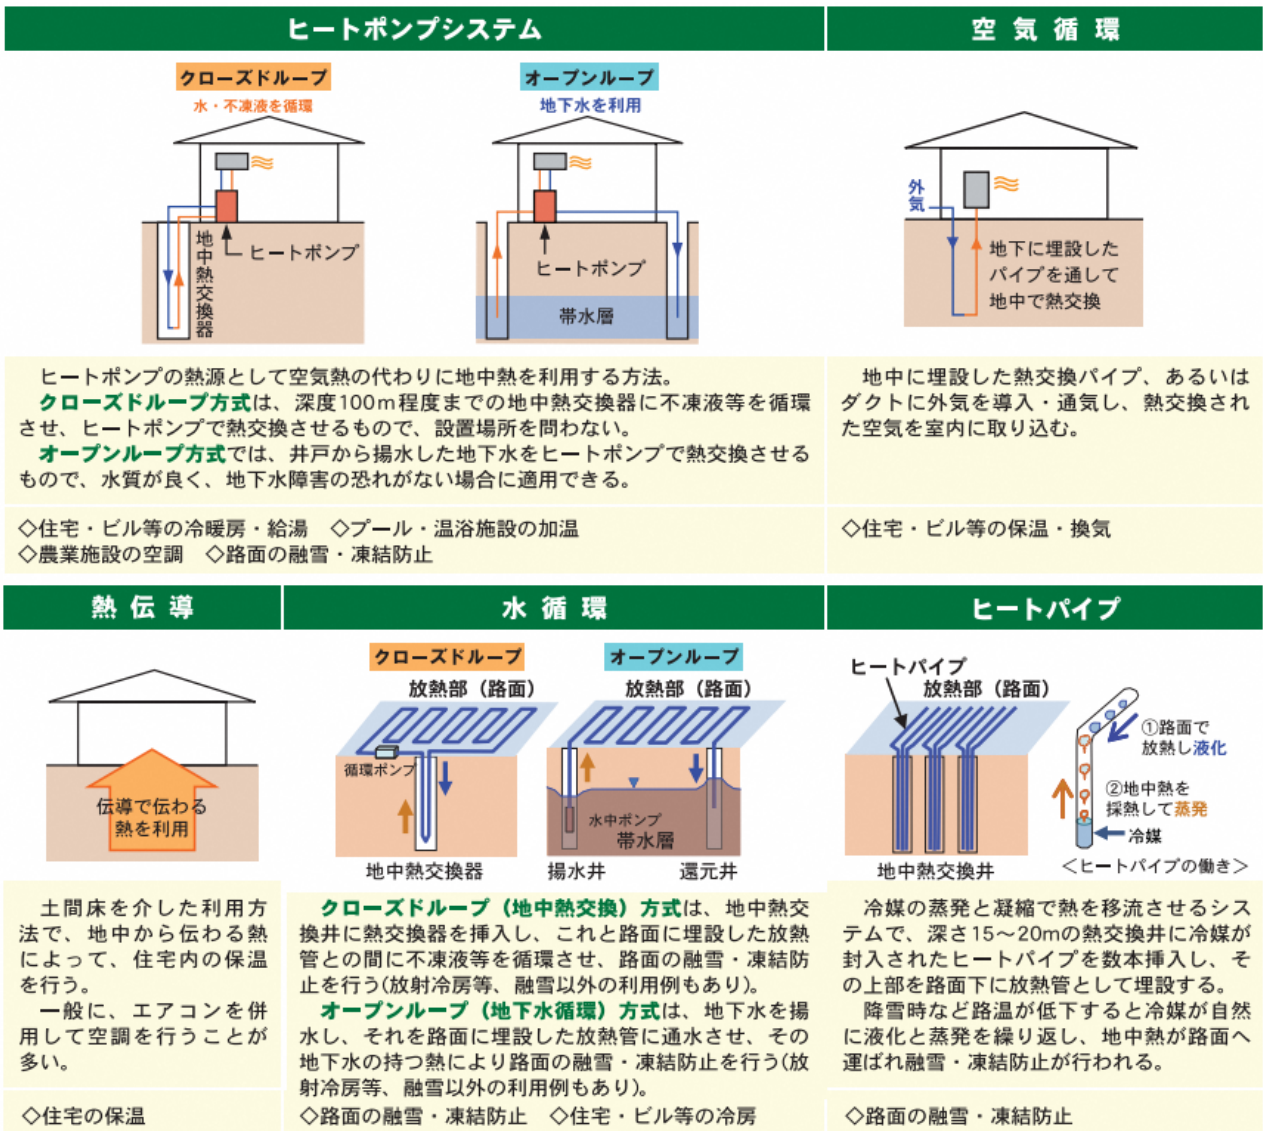 ヒートポンプシステム
クローズドループ
水・不凍液を循環
地中熱交換器
ヒートポンプ
オープンループ
地下水を利用
ヒートポンプ
帯水層
ヒートポンプの熱源として空気熱の代わりに地中熱を利用する方法。
クローズドループ方式は、深度100m程度までの地中熱交換器に不凍液等を循環
させ、ヒートポンプで熱交換させるもので、設置場所を問わない。
オープンループ方式では、井戸から揚水した地下水をヒートポンプで熱交換させる
もので、水質が良く、地下水障害の恐れがない場合に適用できる。
◇住宅・ビル等の冷暖房・給湯　◇プール・温浴施設の加温
◇農業施設の空調　◇路面の融雪・凍結防止
空気循環
外気
地下に埋設した
パイプを通して
地中で熱交換
地中に埋設した熱交換パイプ、あるいは
ダクトに外気を導入・通気し、熱交換され
た空気を室内に取り込む。
◇住宅・ビル等の保温・換気
熱伝導
伝導で伝わる
熱を利用
土間床を介した利用方
法で、地中から伝わる熱
によって、住宅内の保温
を行う。
一般に、エアコンを併
用して空調を行うことが
多い。
◇住宅の保温
水循環
クローズドループ
放熱部（路面）
循環ポンプ
地中熱交換器
オープンループ
放熱部（路面）
水中ポンプ
帯水層
揚水井
還元井
クローズドループ（地中熱交換）方式は、地中熱交
換井に熱交換器を挿入し、これと路面に埋設した放熱
管との間に不凍液等を循環させ、路面の融雪・凍結防
止を行う(放射冷房等、融雪以外の利用例もあり)。
オープンループ（地下水循環）方式は、地下水を揚
水し、それを路面に埋設した放熱管に通水させ、その
地下水の持つ熱により路面の融雪・凍結防止を行う(放
射冷房等、融雪以外の利用例もあり)。
◇路面の融雪・凍結防止　◇住宅・ビル等の冷房
ヒートパイプ
ヒートパイプ
放熱部（路面）
地中熱交換井
①路面で
放熱し液化
②地中熱を
採熱して蒸発
冷媒
＜ヒートパイプの働き＞
冷媒の蒸発と凝縮で熱を移流させるシス
テムで、深さ15～20mの熱交換井に冷媒が
封入されたヒートパイプを数本挿入し、そ
の上部を路面下に放熱管として埋設する。
降雪時など路温が低下すると冷媒が自然
に液化と蒸発を繰り返し、地中熱が路面へ
運ばれ融雪・凍結防止が行われる。
◇路面の融雪・凍結防止